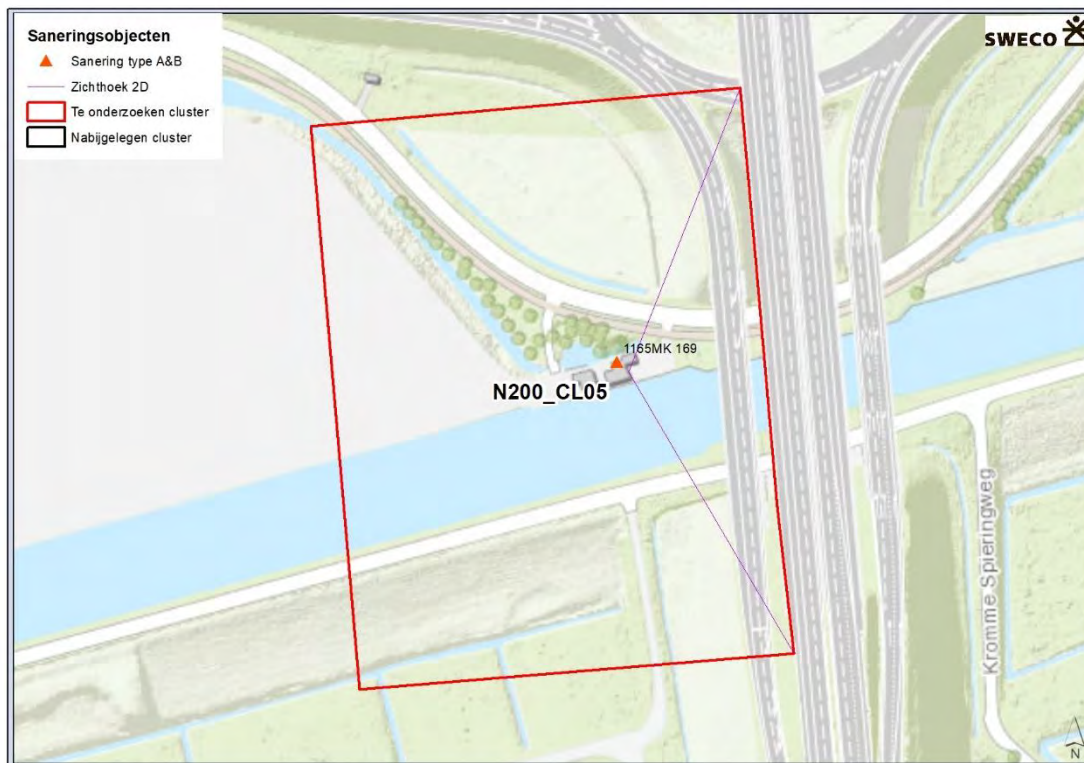 Saneringsobjecten
Sanering type A&B
Zichthoek 2D
Te onderzoeken cluster
Nabijgelegen cluster
SWECO
1165MK 169
N200_CL05
Kromme Spieringweg
N